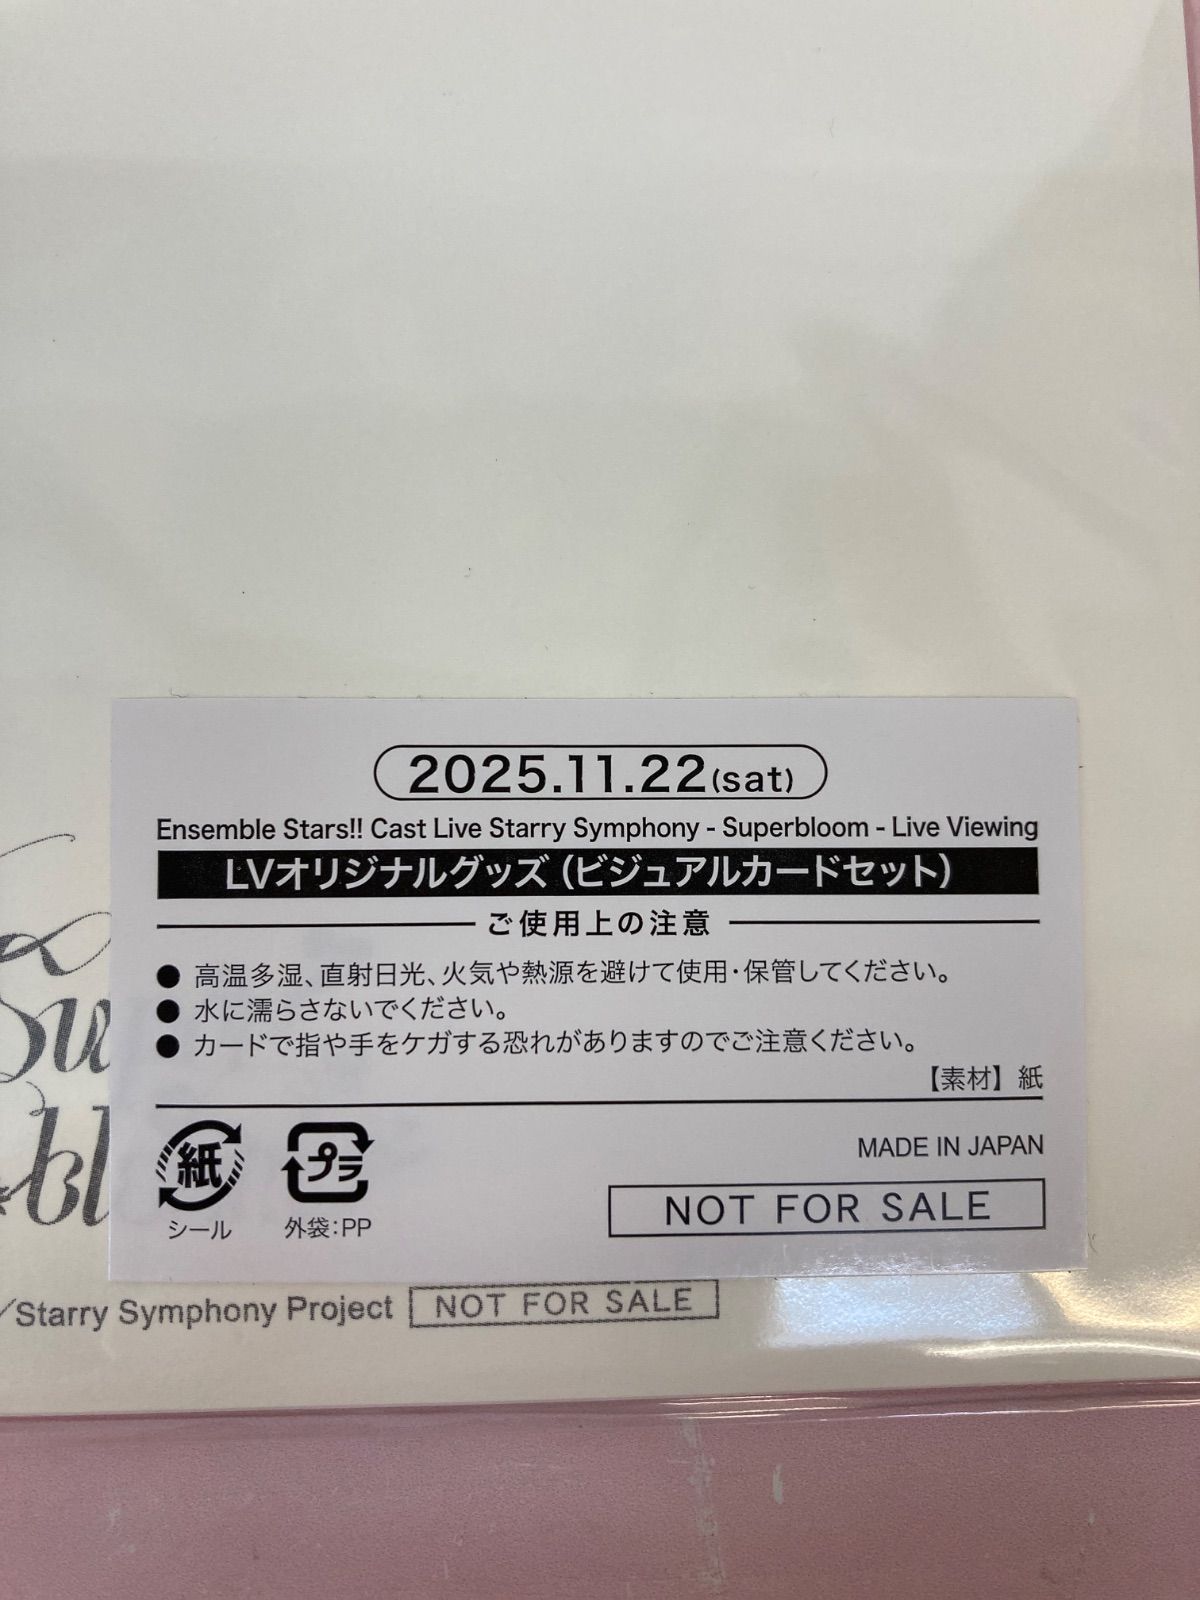 2025.11.22(sat)
Ensemble Stars!! Cast Live Starry Symphony - Superbloom - Live Viewing
LVオリジナルグッズ（ビジュアルカードセット）
ご使用上の注意
● 高温多湿、直射日光、火気や熱源を避けて使用・保管してください。
● 水に濡らさないでください。
● カードで指や手をケガする恐れがありますのでご注意ください。
【素材】紙
紙
シール
プラ
外袋：PP
MADE IN JAPAN
NOT FOR SALE
Su
bl
/Starry Symphony Project NOT FOR SALE